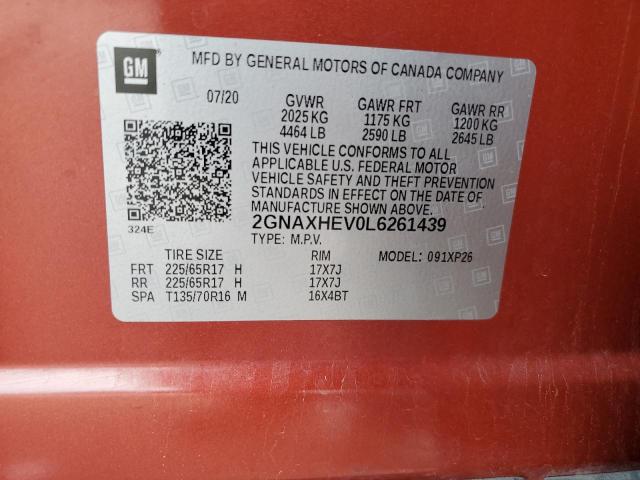 GM ®
MFD BY GENERAL MOTORS OF CANADA COMPANY
07/20 GVWR GAWR FRT GAWR RR
2025 KG 1175 KG 1200 KG
4464 LB 2590 LB 2645 LB
THIS VEHICLE CONFORMS TO ALL
APPLICABLE U.S. FEDERAL MOTOR
VEHICLE SAFETY AND THEFT PREVENTION
STANDARDS IN EFFECT ON THE DATE OF
MANUFACTURE SHOWN ABOVE.
324E
2GNAXHEV0L6261439
TYPE: M.P.V.
TIRE SIZE RIM MODEL: 091XP26
FRT 225/65R17 H 17X7J
RR 225/65R17 H 17X7J
SPA T135/70R16 M 16X4BT